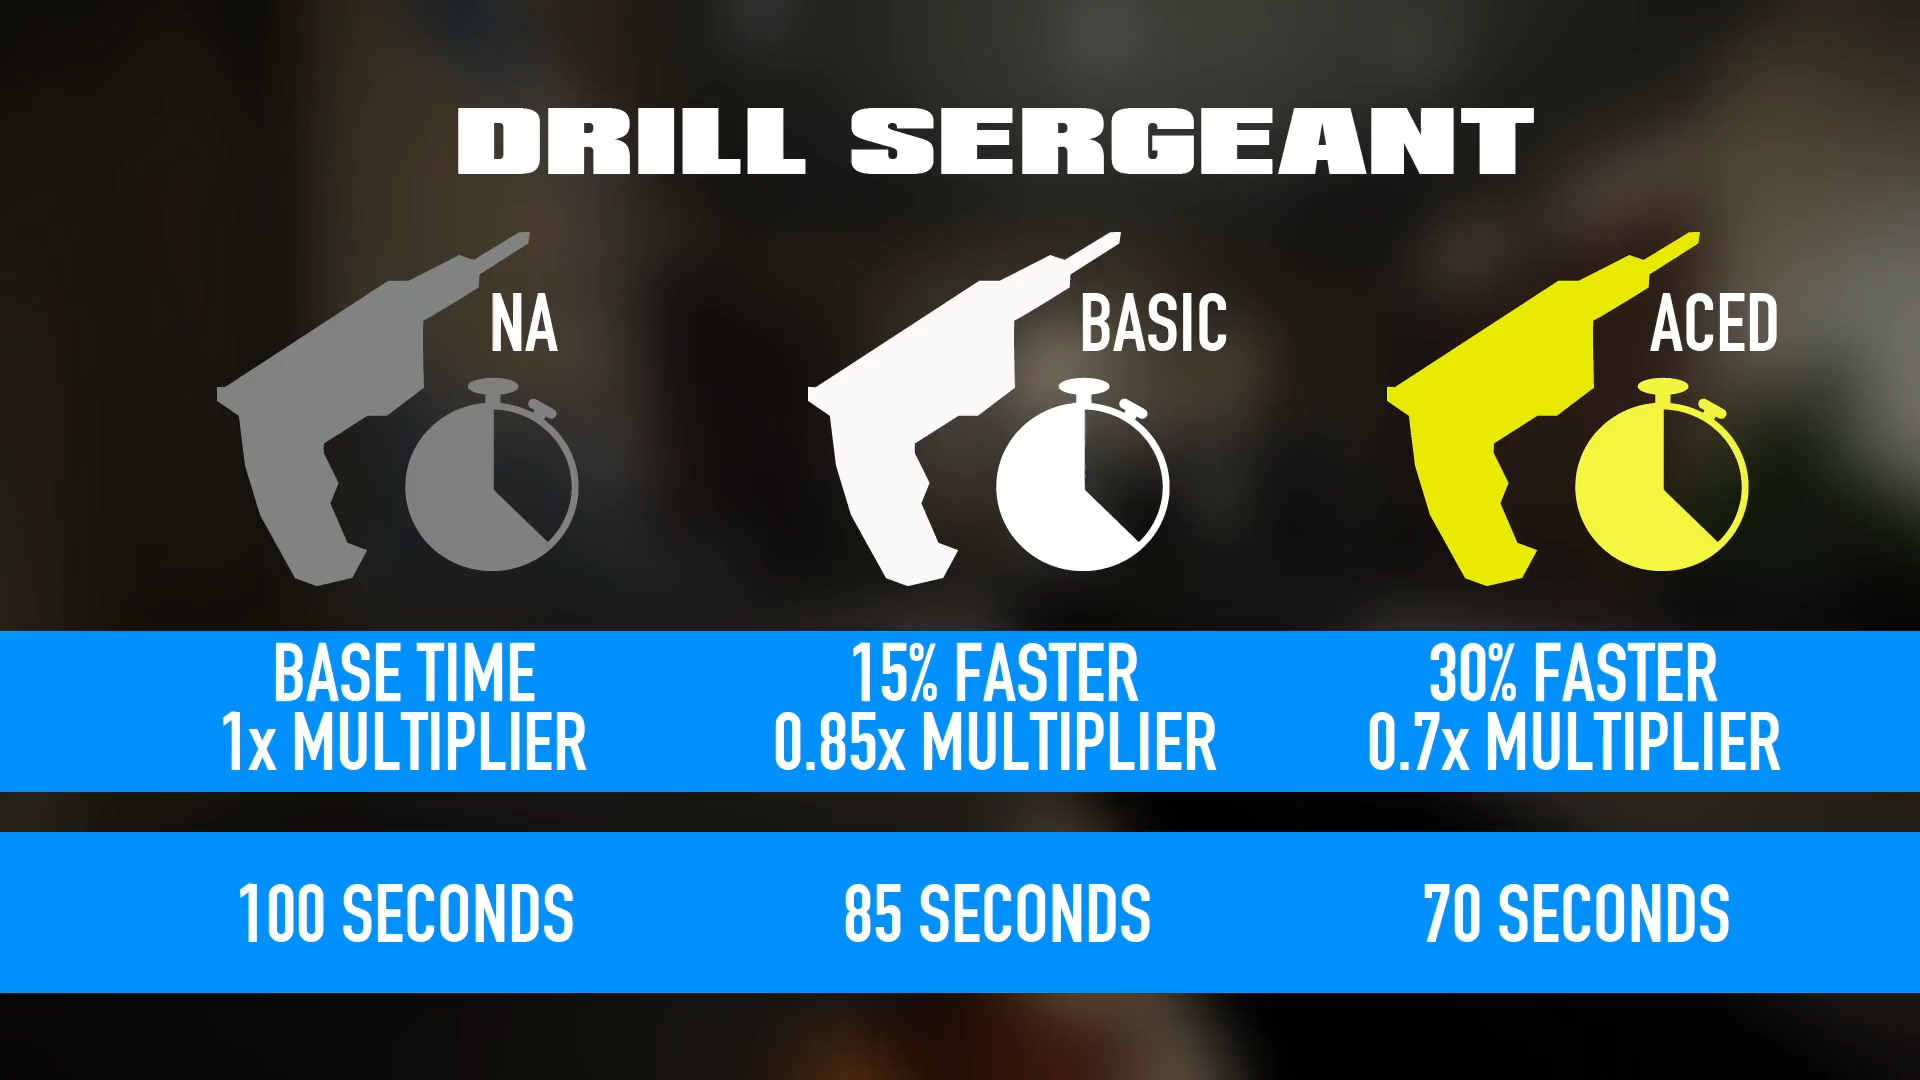 DRILL SERGEANT
NA
BASIC
ACED
BASE TIME
1x MULTIPLIER
15% FASTER
0.85x MULTIPLIER
30% FASTER
0.7x MULTIPLIER
100 SECONDS
85 SECONDS
70 SECONDS